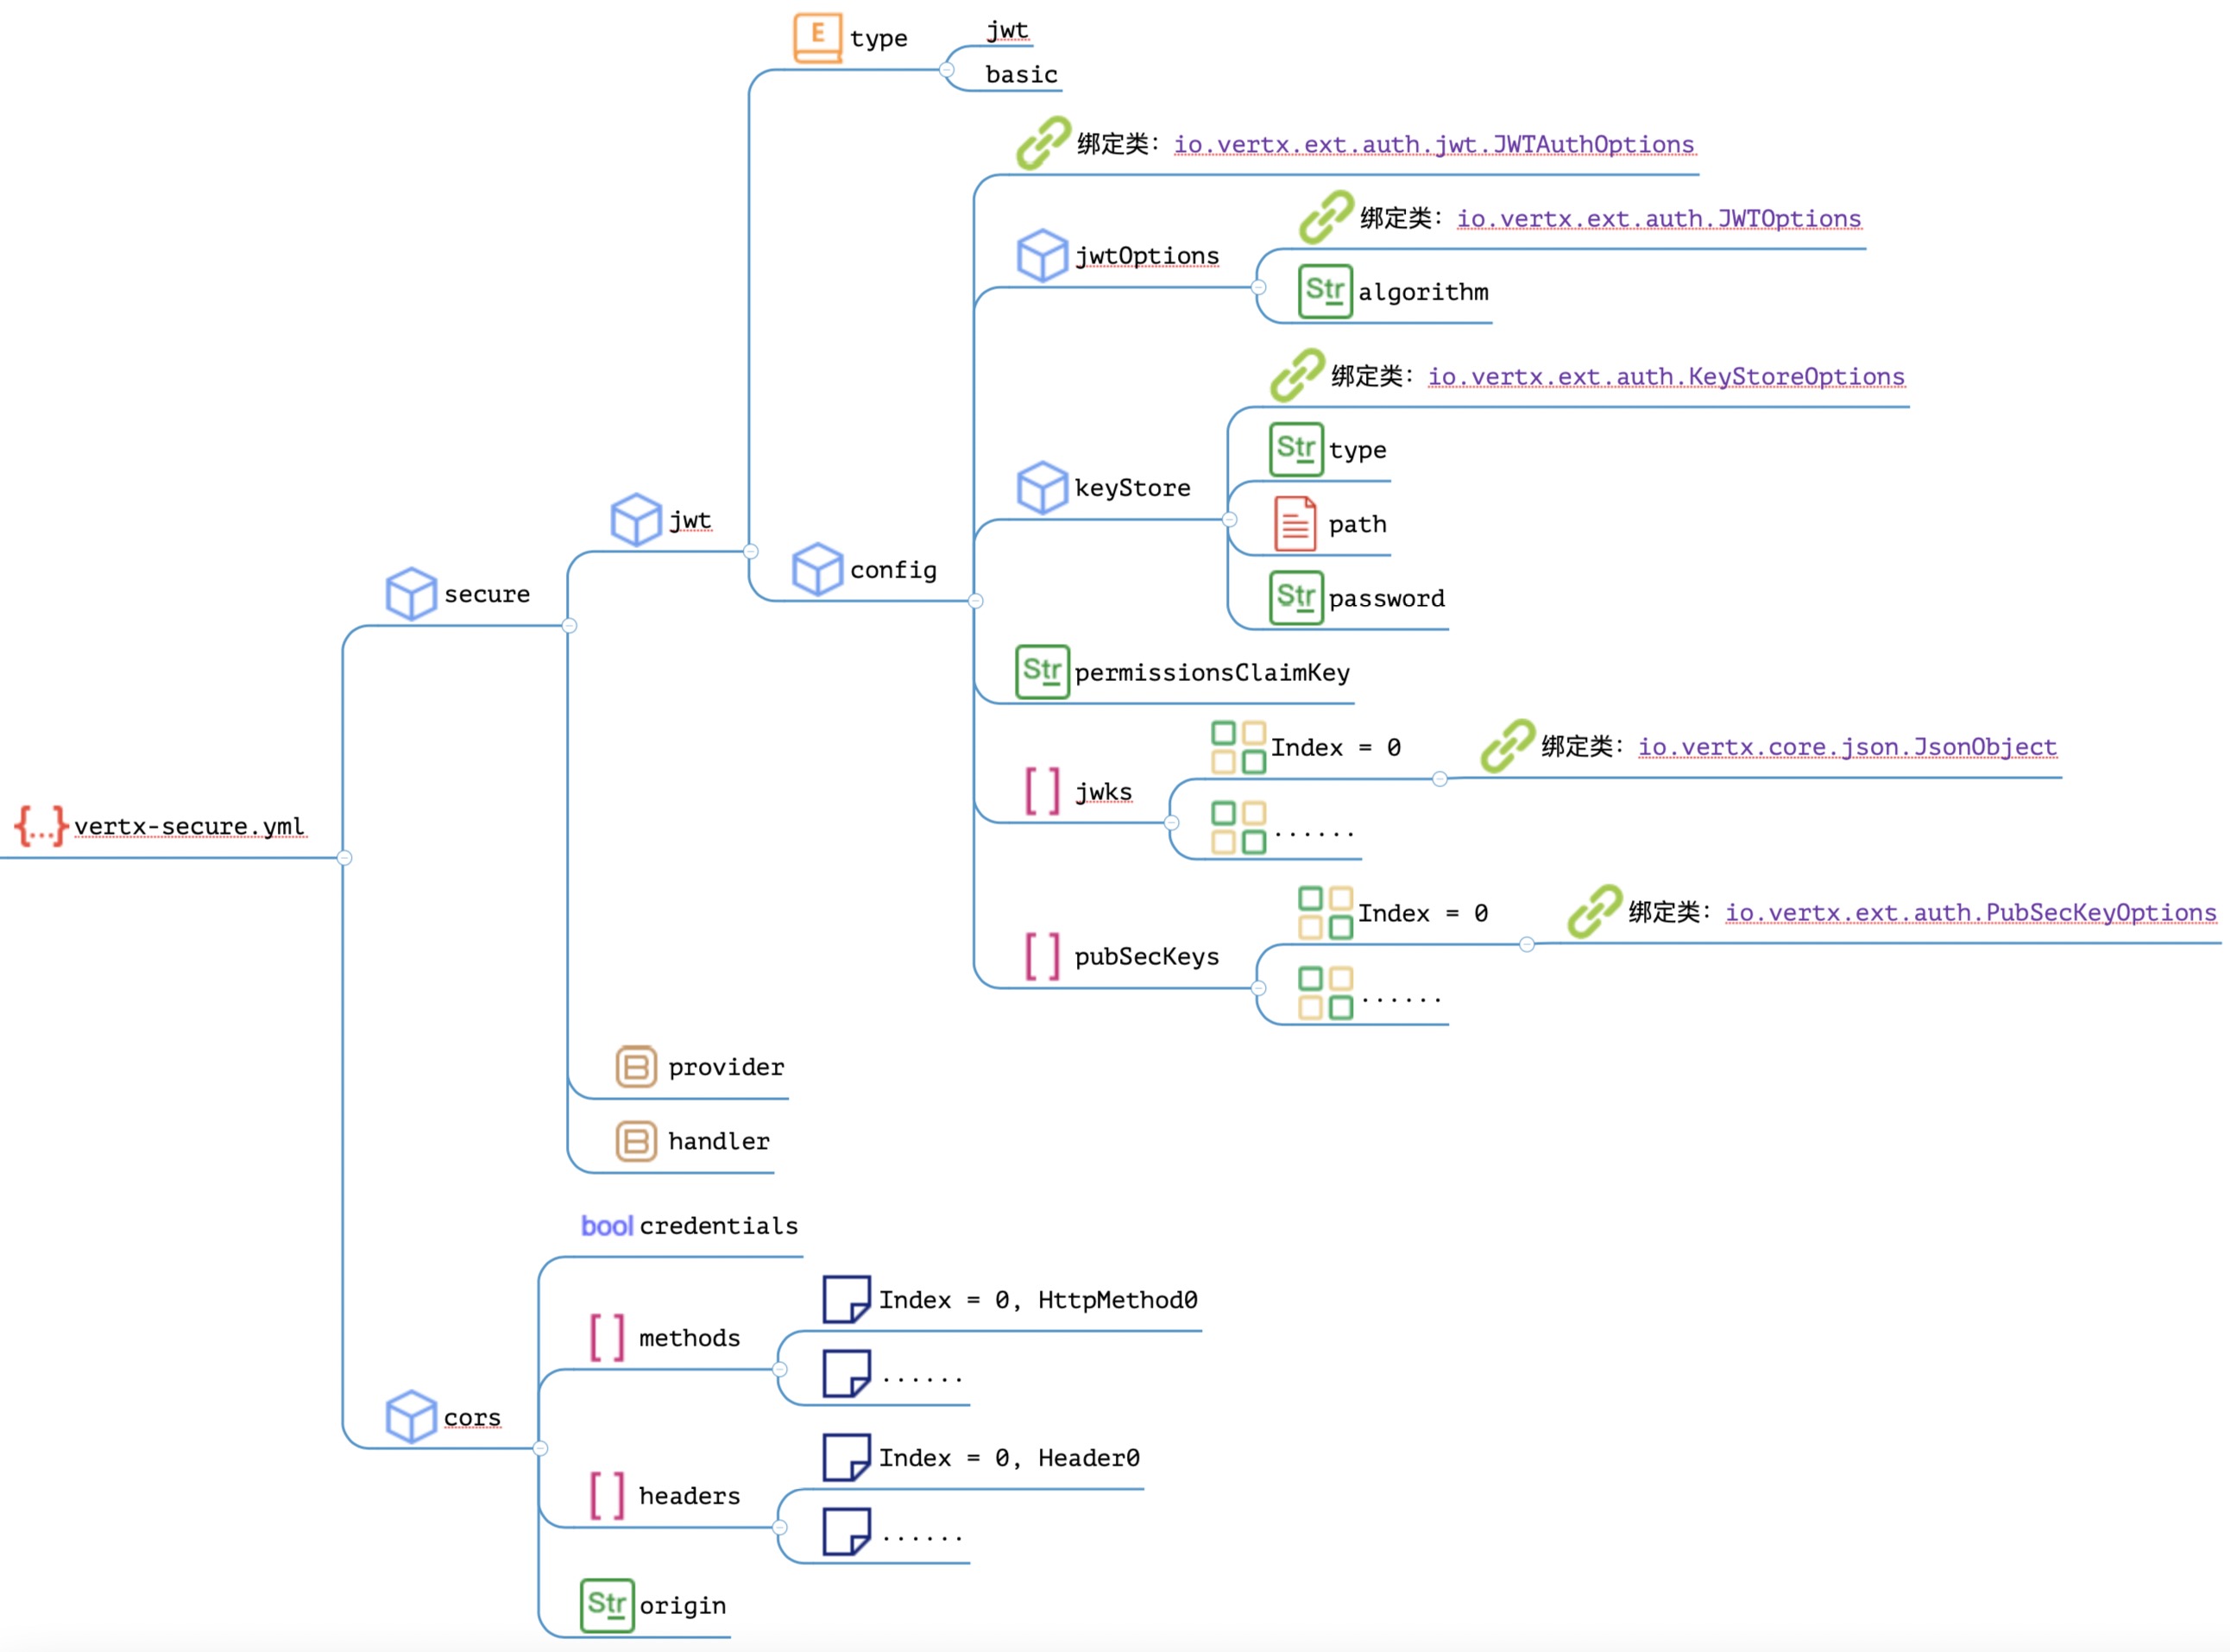 E type
jwt
basic
绑定类: io.vertx.ext.auth.jwt.JWTAuthOptions
绑定类: io.vertx.ext.auth.JWTOptions
jwtOptions
Str algorithm
绑定类: io.vertx.ext.auth.KeyStoreOptions
Str type
keyStore
path
jwt
config
secure
Str password
Str permissionsClaimKey
Index = 0
绑定类: io.vertx.core.json.JsonObject
[ ] jwks
......
{...} vertx-secure.yml
Index = 0
绑定类: io.vertx.ext.auth.PubSecKeyOptions
[ ] pubSecKeys
......
B provider
B handler
bool credentials
Index = 0, HttpMethod0
[ ] methods
......
cors
Index = 0, Header0
[ ] headers
......
Str origin